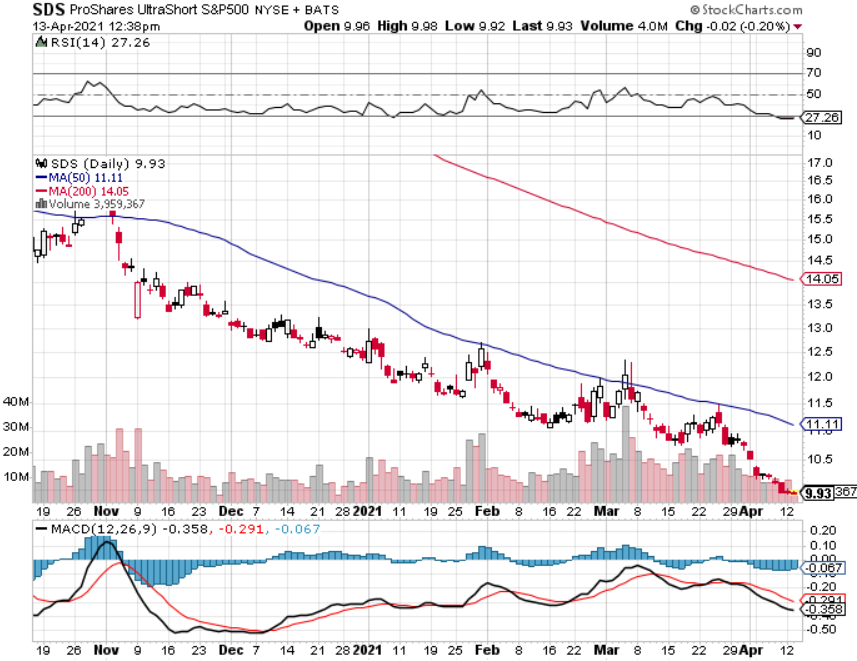 SDS ProShares UltraShort S&P500 NYSE + BATS © StockCharts.com
13-Apr-2021 12:38pm Open 9.96 High 9.98 Low 9.92 Last 9.93 Volume 4.0M Chg -0.02 (-0.20%)
RSI(14) 27.26
90
70
50
27.26
10
SDS (Daily) 9.93
MA(50) 11.11
MA(200) 14.05
Volume 3,959,367
17.0
16.5
16.0
15.5
15.0
14.5
14.05
13.5
13.0
12.5
12.0
11.5
11.11
11.0
10.5
9.93
367
40M
30M
20M
10M
19 26 Nov 9 16 23 Dec 7 14 21 28 2021 11 19 25 Feb 8 16 22 Mar 8 15 22 29 Apr 12
MACD(12,26,9) -0.358, -0.291, -0.067
0.20
0.10
0.00
-0.067
-0.20
-0.291
-0.358
-0.40
-0.50
19 26 Nov 9 16 23 Dec 7 14 21 28 2021 11 19 25 Feb 8 16 22 Mar 8 15 22 29 Apr 12